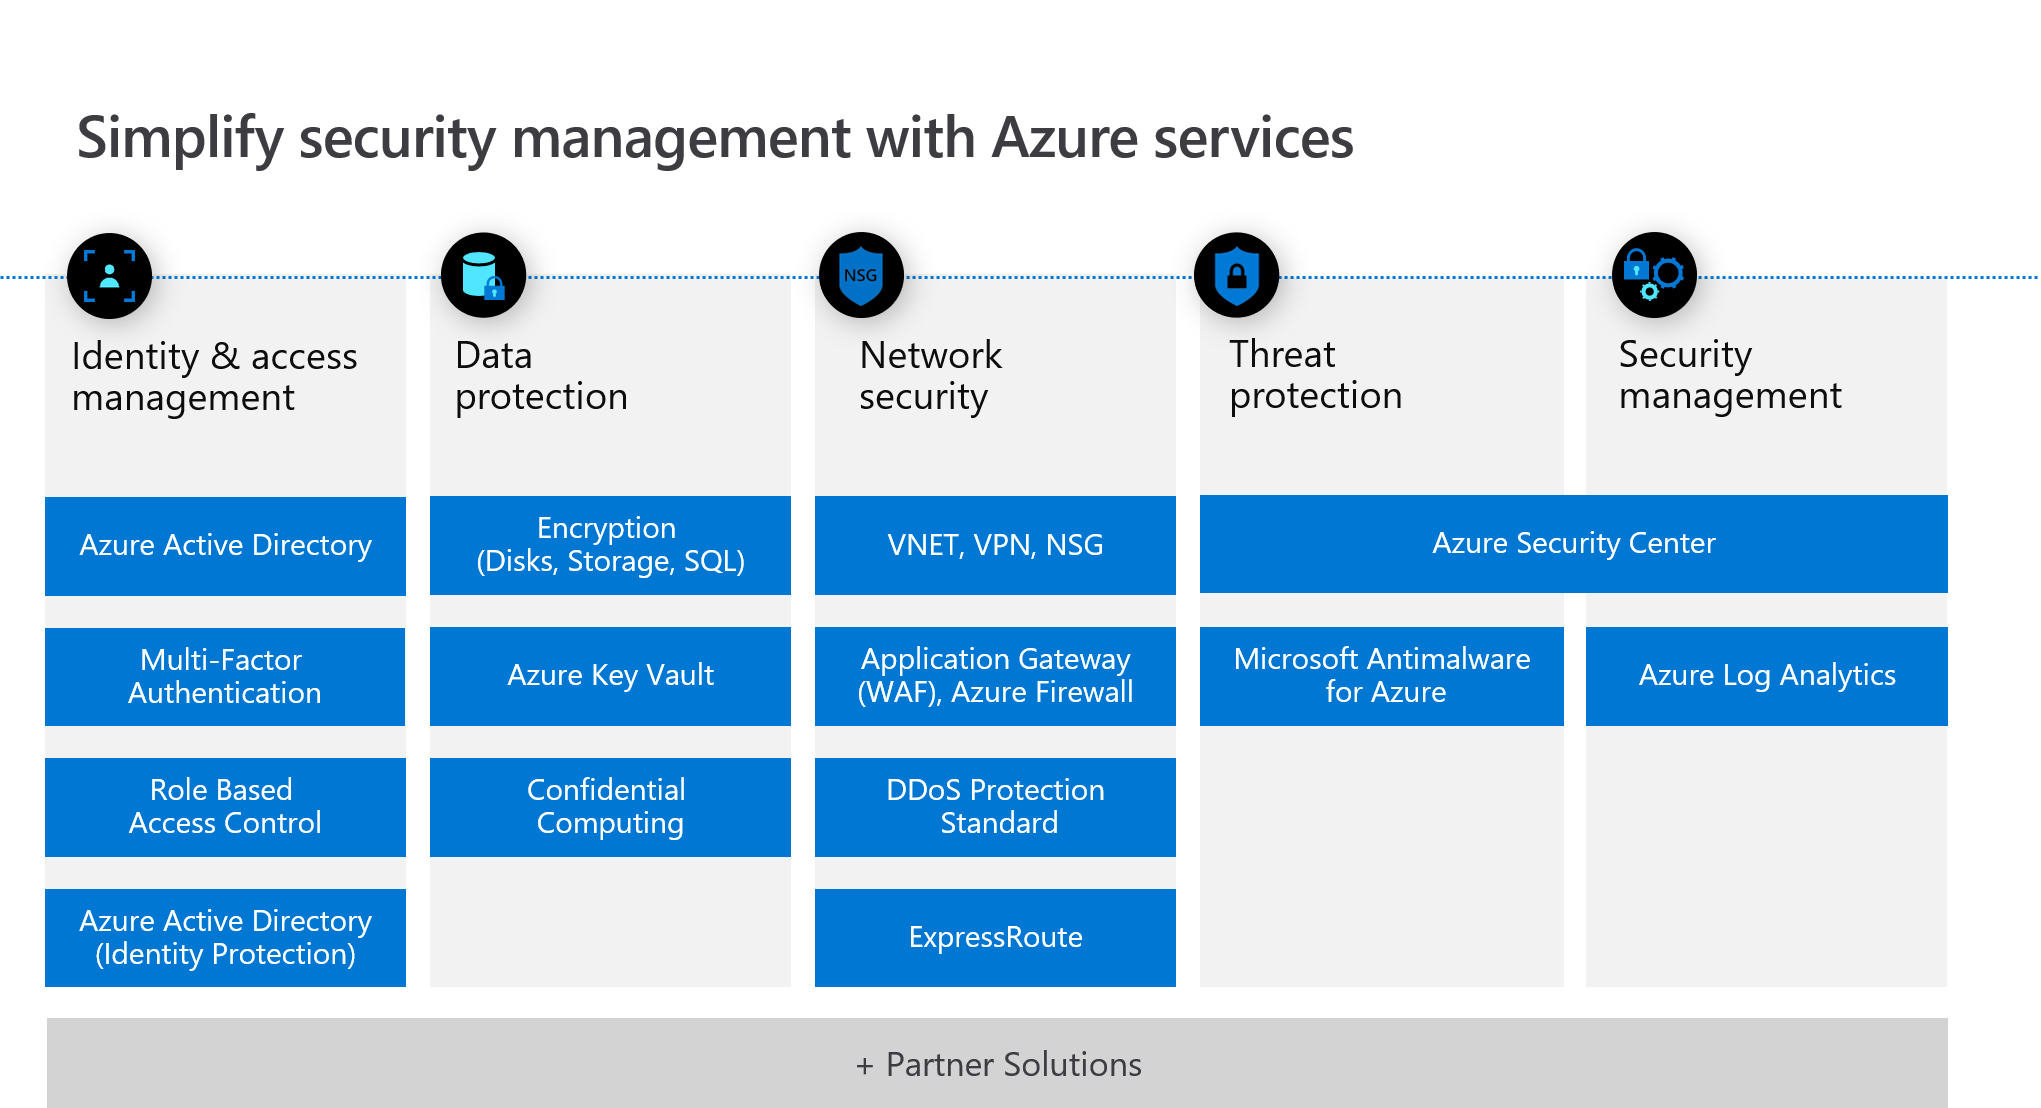 Simplify security management with Azure services
NSG
Identity & access
management
Data
protection
Network
security
Threat
protection
Security
management
Azure Active Directory
Multi-Factor
Authentication
Role Based
Access Control
Azure Active Directory
(Identity Protection)
Encryption
(Disks, Storage, SQL)
Azure Key Vault
Confidential
Computing
VNET, VPN, NSG
Application Gateway
(WAF), Azure Firewall
DDoS Protection
Standard
ExpressRoute
Azure Security Center
Microsoft Antimalware
for Azure
Azure Log Analytics
+ Partner Solutions